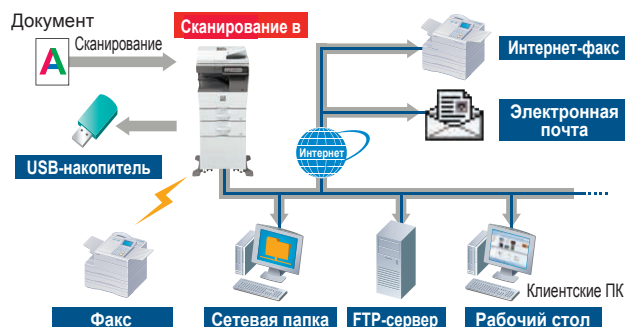 Документ
Сканирование в
Сканирование
A
Интернет-факс
Электронная
почта
Интернет
USB-накопитель
Клиентские ПК
Факс
Сетевая папка
FTP-сервер
Рабочий стол